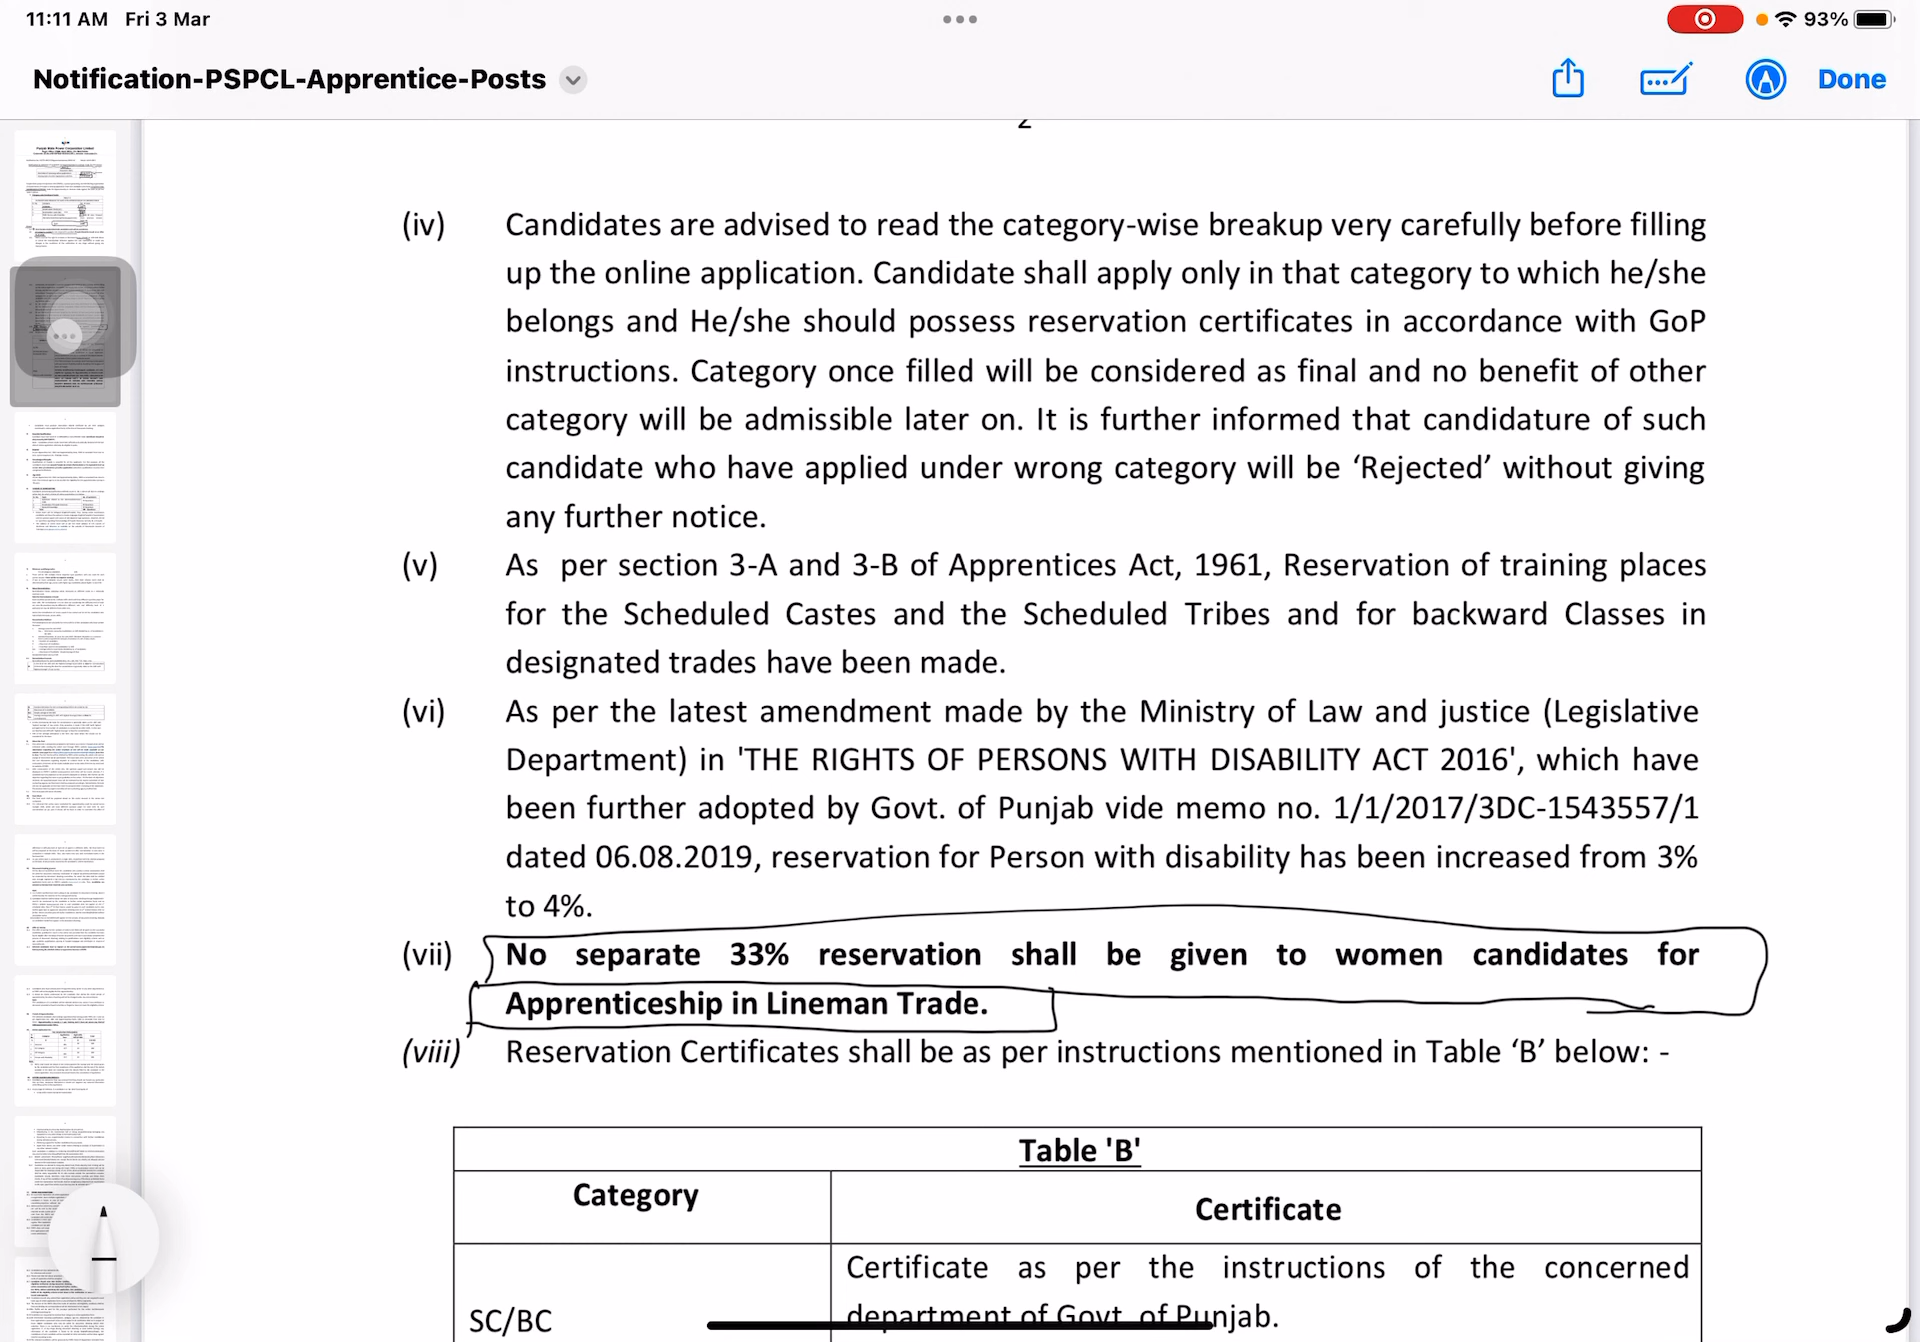 11:11 AM Fri 3 Mar
93%
Notification-PSPCL-Apprentice-Posts
Done
2
(iv) Candidates are advised to read the category-wise breakup very carefully before filling
up the online application. Candidate shall apply only in that category to which he/she
belongs and He/she should possess reservation certificates in accordance with GoP
instructions. Category once filled will be considered as final and no benefit of other
category will be admissible later on. It is further informed that candidature of such
candidate who have applied under wrong category will be ‘Rejected’ without giving
any further notice.
(v) As per section 3-A and 3-B of Apprentices Act, 1961, Reservation of training places
for the Scheduled Castes and the Scheduled Tribes and for backward Classes in
designated trades have been made.
(vi) As per the latest amendment made by the Ministry of Law and justice (Legislative
Department) in 'THE RIGHTS OF PERSONS WITH DISABILITY ACT 2016', which have
been further adopted by Govt. of Punjab vide memo no. 1/1/2017/3DC-1543557/1
dated 06.08.2019, reservation for Person with disability has been increased from 3%
to 4%.
(vii) No separate 33% reservation shall be given to women candidates for
Apprenticeship in Lineman Trade.
(viii) Reservation Certificates shall be as per instructions mentioned in Table ‘B’ below: -
Table 'B'
Category
Certificate
Certificate as per the instructions of the concerned
department of Govt. of Punjab.
SC/BC